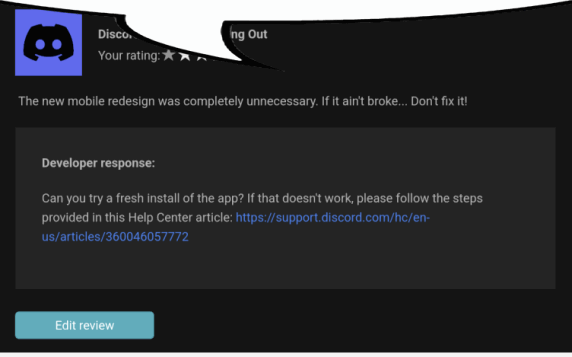 Discor
ng Out
Your rating:
The new mobile redesign was completely unnecessary. If it ain't broke... Don't fix it!
Developer response:
Can you try a fresh install of the app? If that doesn't work, please follow the steps
provided in this Help Center article: https://support.discord.com/hc/en-
us/articles/360046057772
Edit review